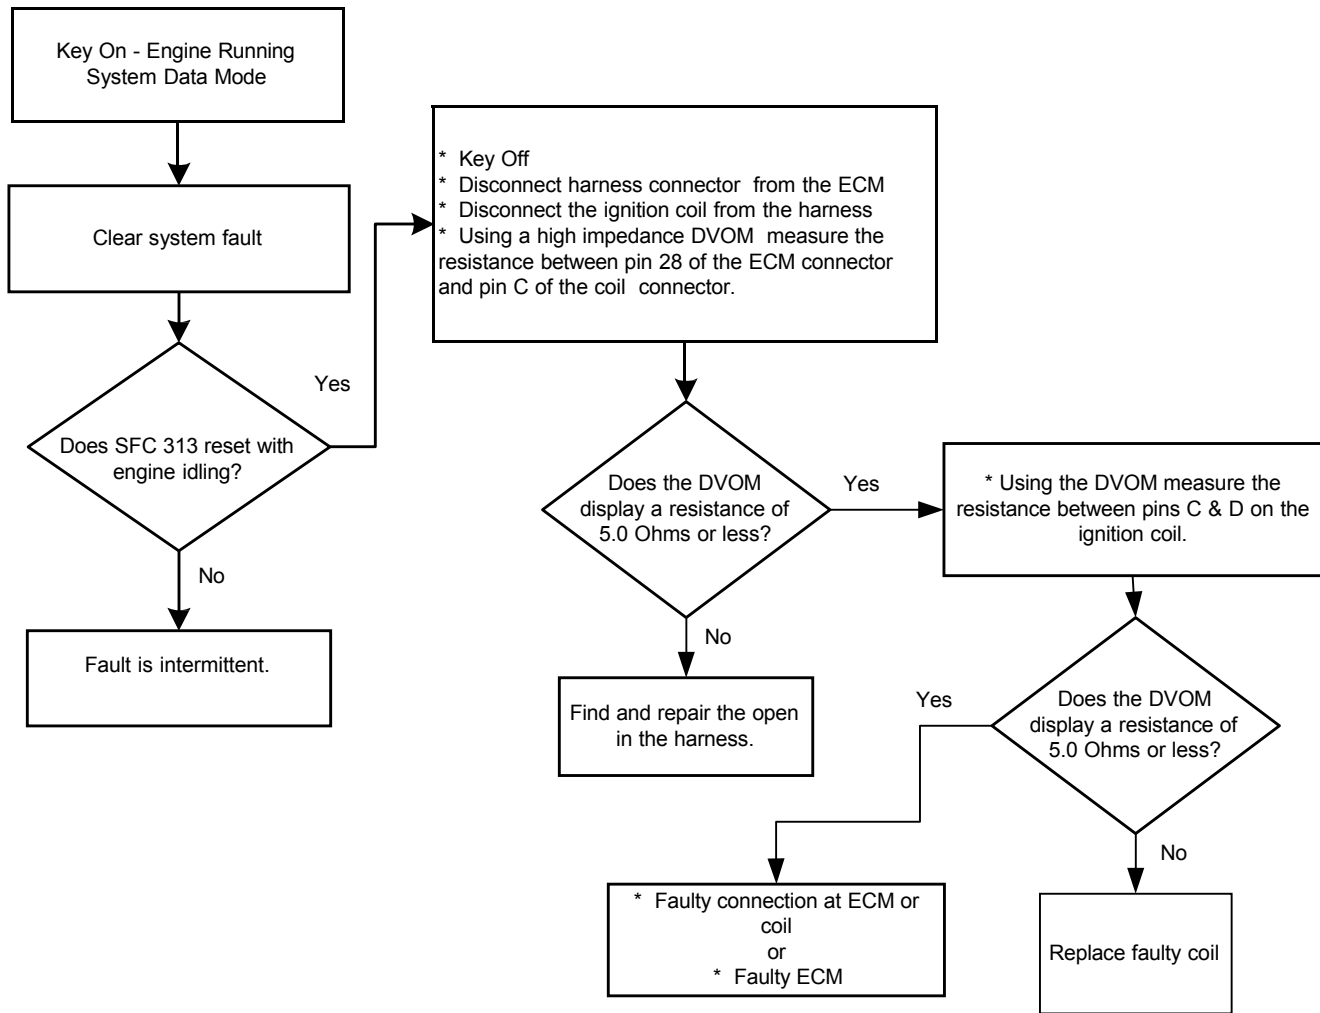 Key On - Engine Running
System Data Mode
Clear system fault
Does SFC 313 reset with
engine idling?
Yes
No
Fault is intermittent.
* Key Off
* Disconnect harness connector from the ECM
* Disconnect the ignition coil from the harness
* Using a high impedance DVOM measure the
resistance between pin 28 of the ECM connector
and pin C of the coil connector.
Does the DVOM
display a resistance of
5.0 Ohms or less?
Yes
No
Find and repair the open
in the harness.
* Using the DVOM measure the
resistance between pins C & D on the
ignition coil.
Does the DVOM
display a resistance of
5.0 Ohms or less?
Yes
No
* Faulty connection at ECM or
coil
or
* Faulty ECM
Replace faulty coil